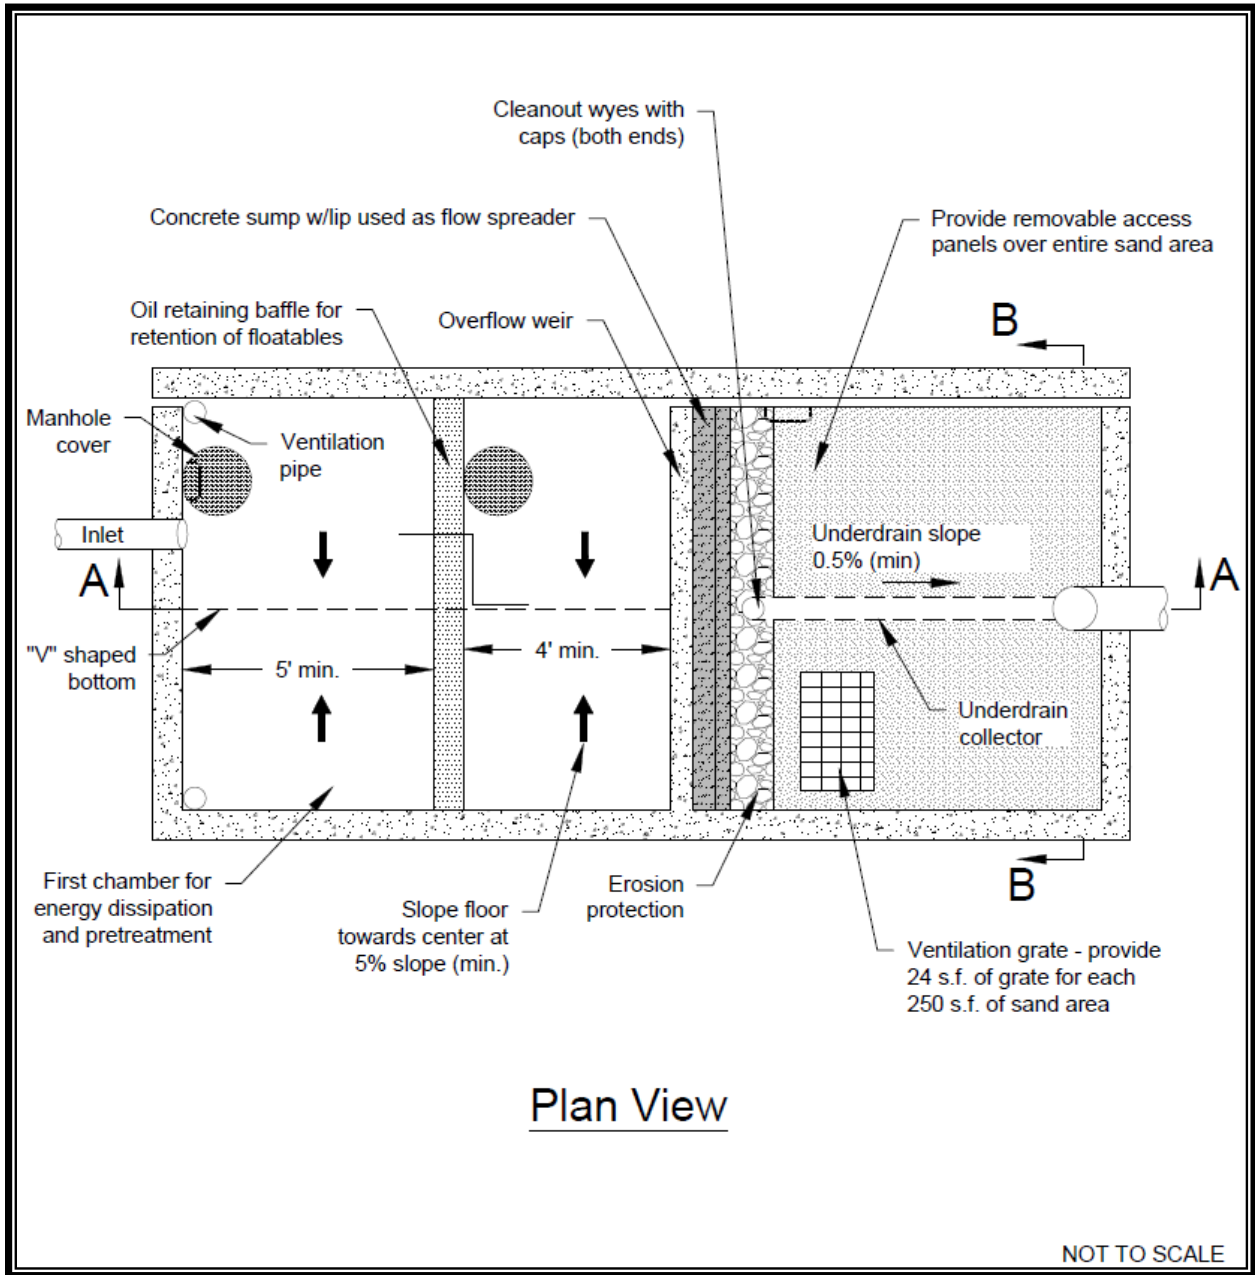 Cleanout wyes with
caps (both ends)
Concrete sump w/lip used as flow spreader
Provide removable access
panels over entire sand area
Oil retaining baffle for
retention of floatables
Overflow weir
B
Manhole
cover
Ventilation
pipe
Inlet
Underdrain slope
0.5% (min)
A
A
"V" shaped
bottom
5' min.
4' min.
Underdrain
collector
First chamber for
energy dissipation
and pretreatment
Slope floor
towards center at
5% slope (min.)
Erosion
protection
B
Ventilation grate - provide
24 s.f. of grate for each
250 s.f. of sand area
Plan View
NOT TO SCALE